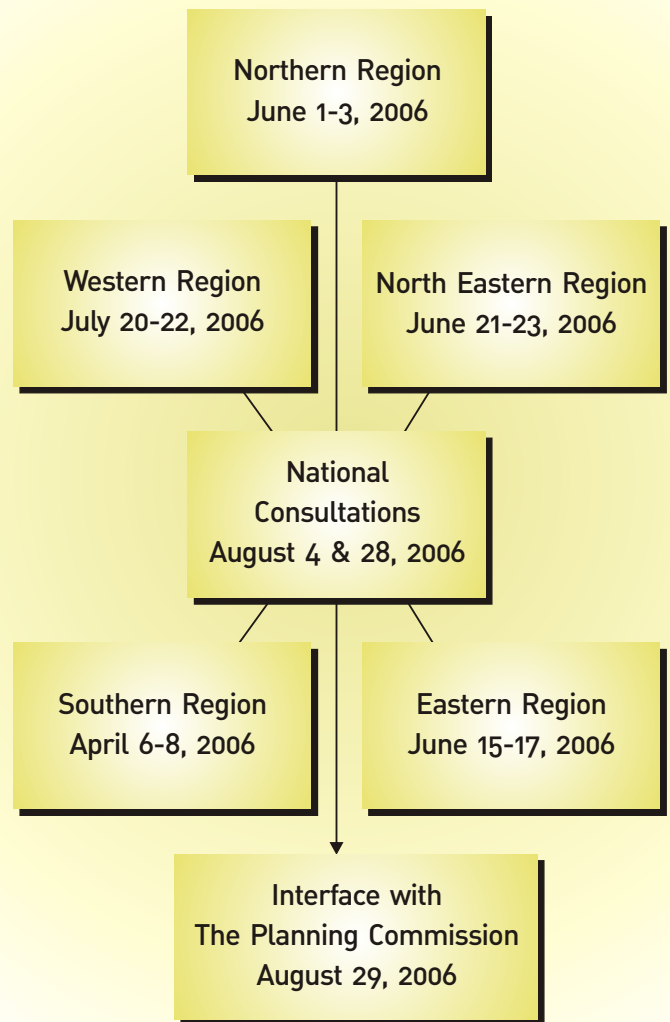 Northern Region
June 1-3, 2006
Western Region
July 20-22, 2006
North Eastern Region
June 21-23, 2006
National
Consultations
August 4 & 28, 2006
Southern Region
April 6-8, 2006
Eastern Region
June 15-17, 2006
Interface with
The Planning Commission
August 29, 2006